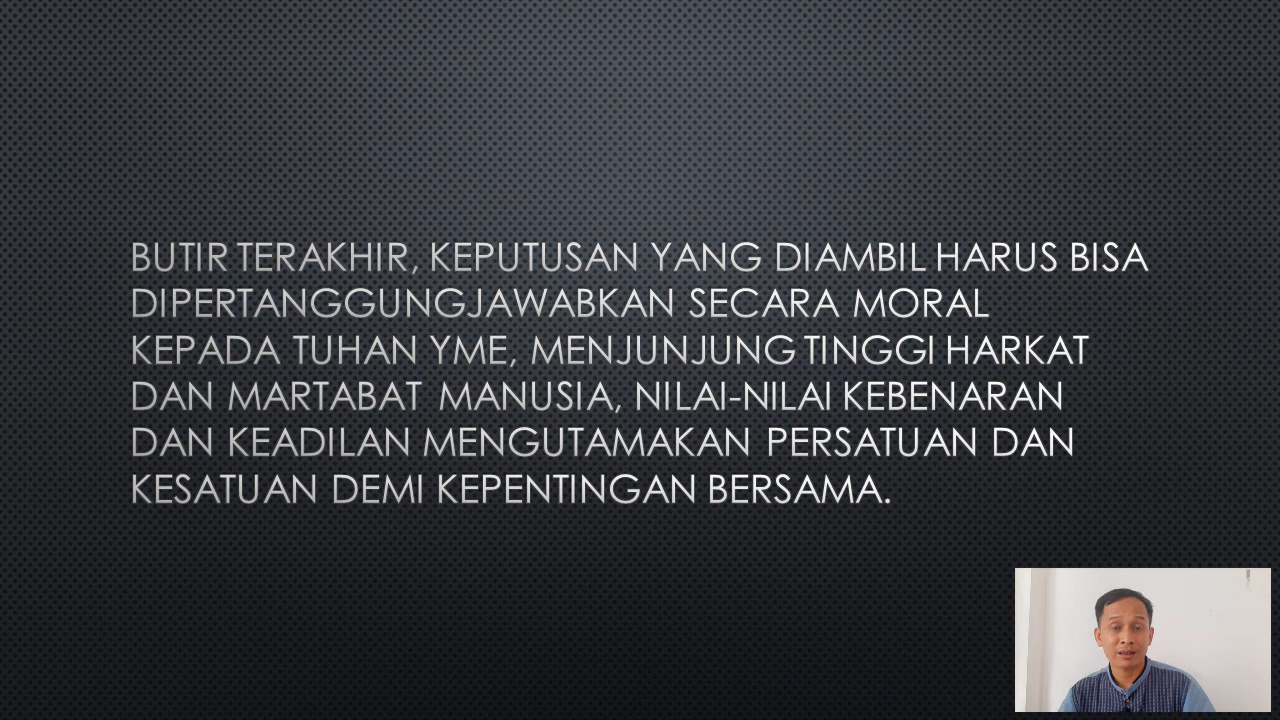 BUTIR TERAKHIR, KEPUTUSAN YANG DIAMBIL HARUS BISA
DIPERTANGGUNGJAWABKAN SECARA MORAL
KEPADA TUHAN YME, MENJUNJUNG TINGGI HARKAT
DAN MARTABAT MANUSIA, NILAI-NILAI KEBENARAN
DAN KEADILAN MENGUTAMAKAN PERSATUAN DAN
KESATUAN DEMI KEPENTINGAN BERSAMA.